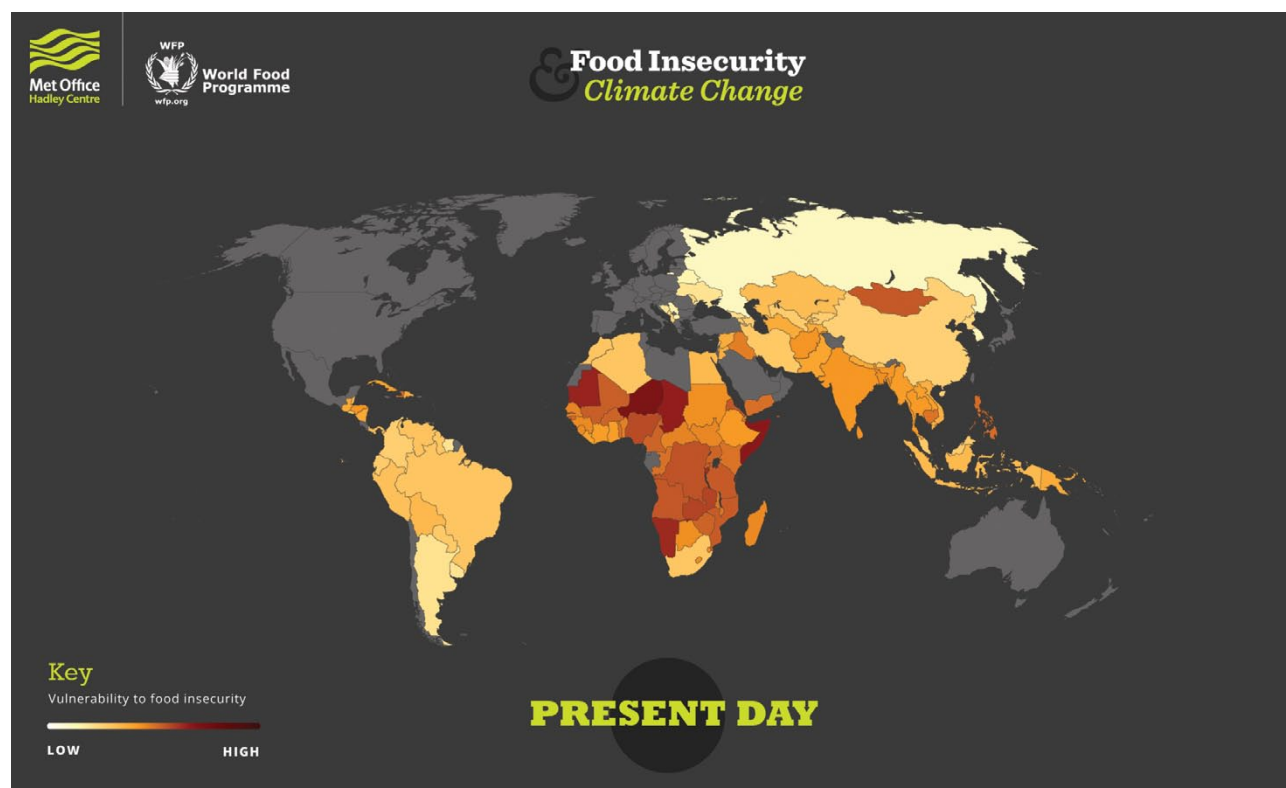 Met Office
Hadley Centre
WFP
wfp.org
World Food
Programme
& Food Insecurity
Climate Change
Key
Vulnerability to food insecurity
LOW HIGH
PRESENT DAY